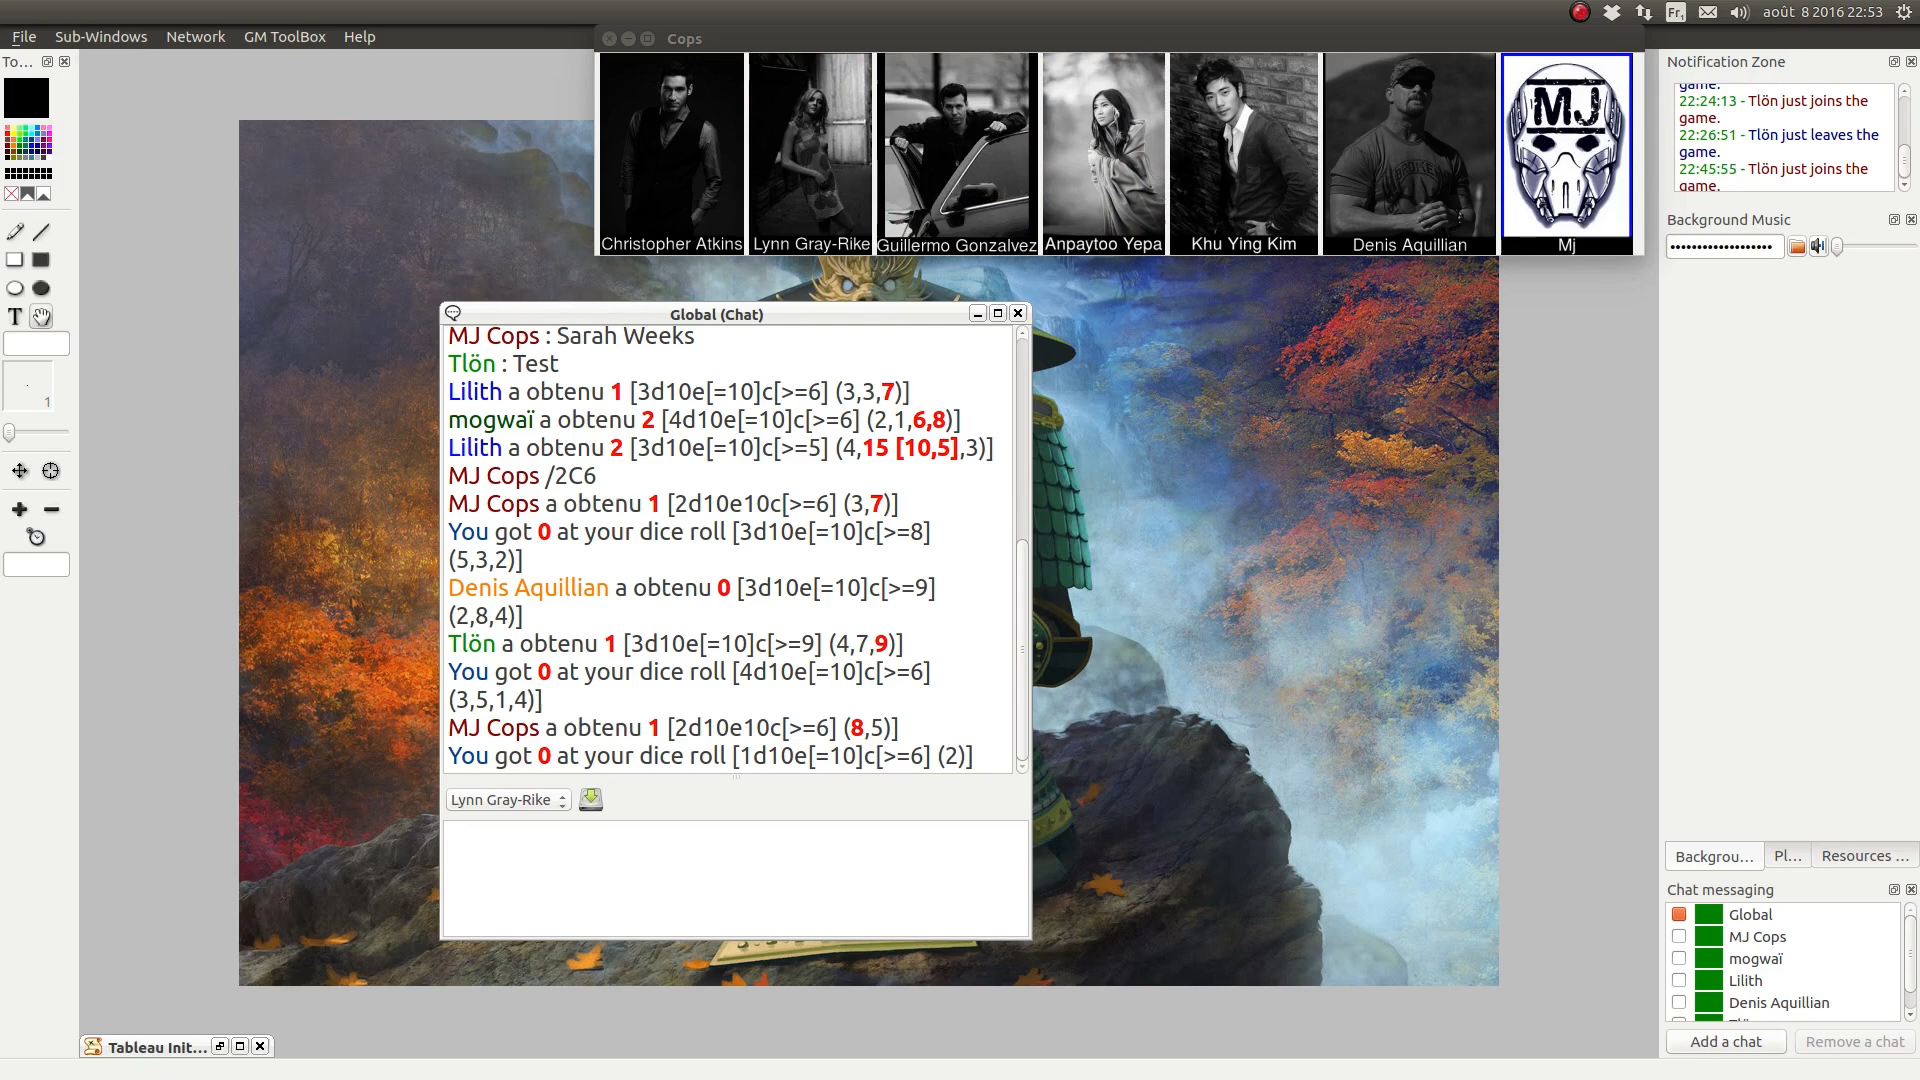 Fr1
août 8 2016 22:53
File Sub-Windows Network GM ToolBox Help
To...
1
Cops
Christopher Atkins
Lynn Gray-Rike
Guillermo Gonzalvez
Anpaytoo Yepa
Khu Ying Kim
Denis Aquillian
MJ
Mj
Global (Chat)
MJ Cops : Sarah Weeks
Tlön : Test
Lilith a obtenu 1 [3d10e[=10]c[>=6] (3,3,7)]
mogwaï a obtenu 2 [4d10e[=10]c[>=6] (2,1,6,8)]
Lilith a obtenu 2 [3d10e[=10]c[>=5] (4,15 [10,5],3)]
MJ Cops /2C6
MJ Cops a obtenu 1 [2d10e10c[>=6] (3,7)]
You got 0 at your dice roll [3d10e[=10]c[>=8]
(5,3,2)]
Denis Aquillian a obtenu 0 [3d10e[=10]c[>=9]
(2,8,4)]
Tlön a obtenu 1 [3d10e[=10]c[>=9] (4,7,9)]
You got 0 at your dice roll [4d10e[=10]c[>=6]
(3,5,1,4)]
MJ Cops a obtenu 1 [2d10e10c[>=6] (8,5)]
You got 0 at your dice roll [1d10e[=10]c[>=6] (2)]
Lynn Gray-Rike
Tableau Init...
Notification Zone
game.
22:24:13 - Tlön just joins the
game.
22:26:51 - Tlön just leaves the
game.
22:45:55 - Tlön just joins the
game.
Background Music
Backgrou... Pl... Resources ...
Chat messaging
Global
MJ Cops
mogwaï
Lilith
Denis Aquillian
Add a chat Remove a chat